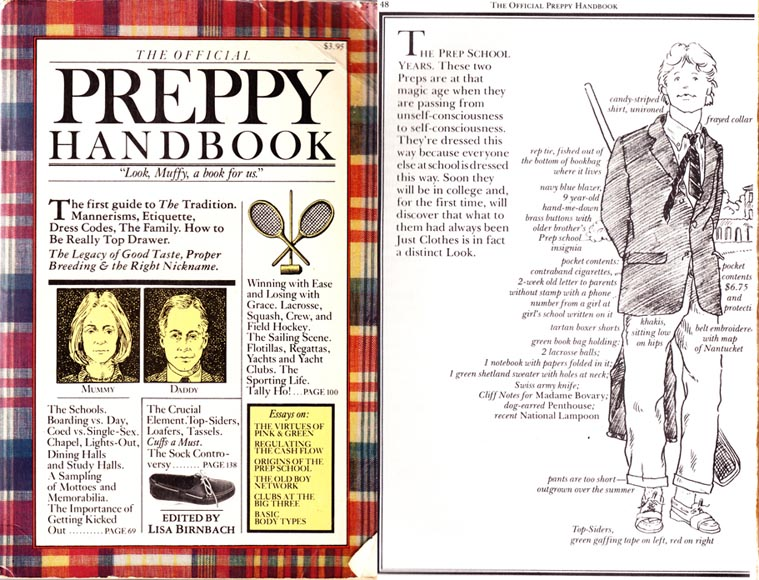 $3.95
THE OFFICIAL
PREPPY
HANDBOOK
"Look, Muffy, a book for us."
The first guide to The Tradition.
Mannerisms, Etiquette,
Dress Codes, The Family. How to
Be Really Top Drawer.
The Legacy of Good Taste, Proper
Breeding & the Right Nickname.
MUMMY
DADDY
Winning with Ease
and Losing with
Grace. Lacrosse,
Squash, Crew, and
Field Hockey.
The Sailing Scene.
Flotillas, Regattas,
Yachts and Yacht
Clubs. The
Sporting Life.
Tally Ho! ...PAGE 100
The Schools.
Boarding vs. Day,
Coed vs. Single-Sex.
Chapel, Lights-Out,
Dining Halls
and Study Halls.
A Sampling
of Mottoes and
Memorabilia.
The Importance of
Getting Kicked
Out ..........PAGE 69
The Crucial
Element. Top-Siders,
Loafers, Tassels.
Cuffs a Must.
The Sock Contro-
versy ........ PAGE 138
EDITED BY
LISA BIRNBACH
Essays on:
THE VIRTUES OF
PINK & GREEN
REGULATING
THE CASH FLOW
ORIGINS OF THE
PREP SCHOOL
THE OLD BOY
NETWORK
CLUBS AT THE
BIG THREE
BASIC
BODY TYPES
48
THE OFFICIAL PREPPY HANDBOOK
THE PREP SCHOOL
YEARS. These two
Preps are at that
magic age when they
are passing from
unself-consciousness
to self-consciousness.
They're dressed this
way because everyone
else at school is dressed
this way. Soon they
will be in college and,
for the first time, will
discover that what to
them had always been
Just Clothes is in fact
a distinct Look.
candy-striped
shirt, unironed
frayed collar
rep tie, fished out of
the bottom of bookbag
where it lives
navy blue blazer,
9 year-old
hand-me-down
brass buttons with
older brother's
Prep school
insignia
pocket contents:
contraband cigarettes,
2-week old letter to parents
without stamp with a phone
number from a girl at
girl's school written on it
pocket
contents
$6.75
and
protecti
tartan boxer shorts
khakis,
sitting low
on hips
belt embroidere
with map
of Nantucket
green book bag holding:
2 lacrosse balls;
1 notebook with papers folded in it;
1 green shetland sweater with holes at neck;
Swiss army knife;
Cliff Notes for Madame Bovary;
dog-eared Penthouse;
recent National Lampoon
pants are too short—
outgrown over the summer
Top-Siders,
green gaffing tape on left, red on right